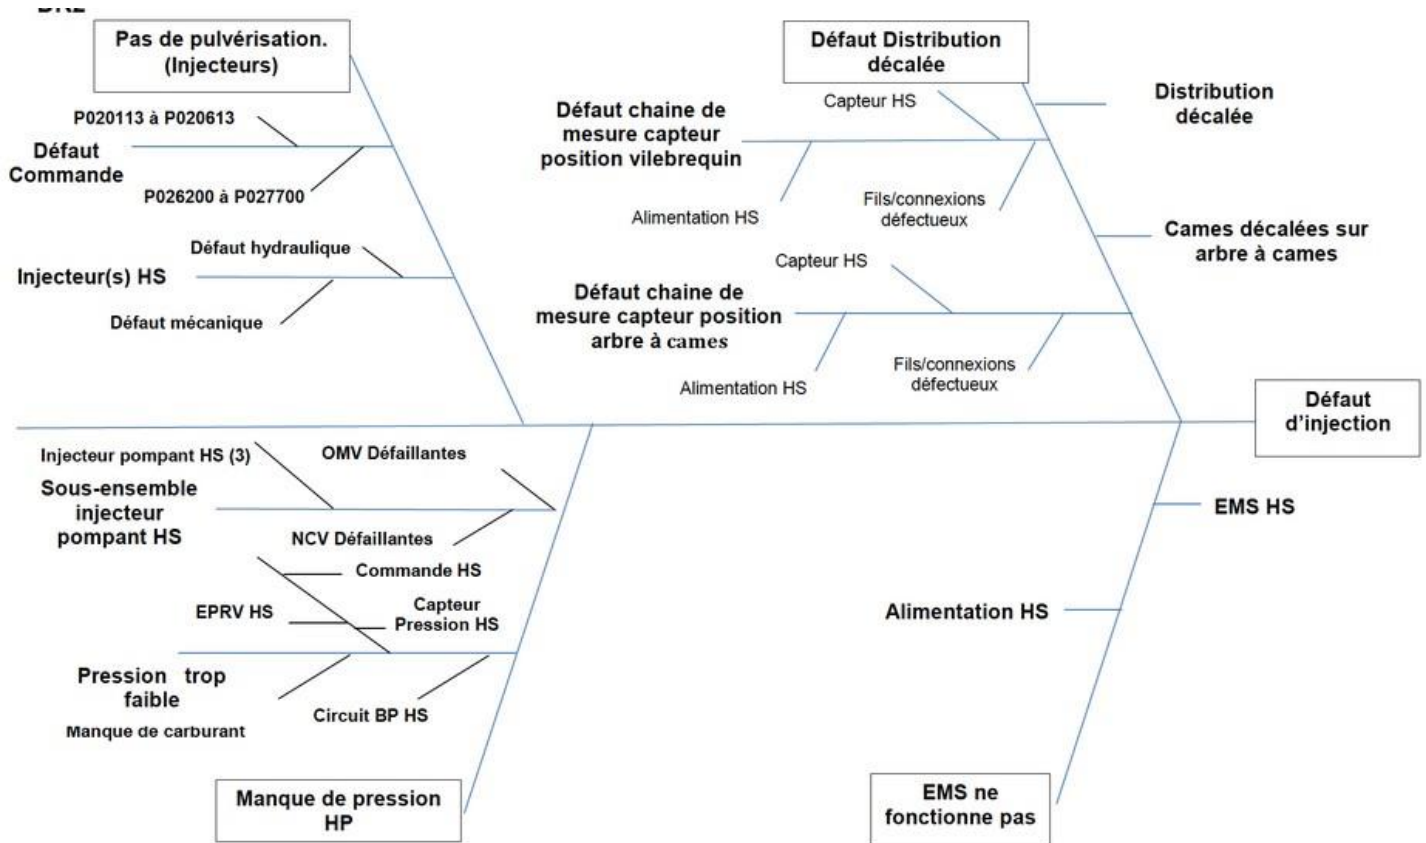 DR2
Pas de pulvérisation.
(Injecteurs)
P020113 à P020613
Défaut
Commande
P026200 à P027700
Défaut hydraulique
Injecteur(s) HS
Défaut mécanique
Défaut Distribution
décalée
Capteur HS
Défaut chaine de
mesure capteur
position vilebrequin
Alimentation HS
Fils/connexions
défectueux
Distribution
décalée
Cames décalées sur
arbre à cames
Capteur HS
Défaut chaine de
mesure capteur position
arbre à cames
Alimentation HS
Fils/connexions
défectueux
Défaut
d'injection
Injecteur pompant HS (3)
OMV Défaillantes
Sous-ensemble
injecteur
pompant HS
NCV Défaillantes
Commande HS
EPRV HS
Capteur
Pression HS
Pression trop
faible
Manque de carburant
Circuit BP HS
Manque de pression
HP
EMS HS
Alimentation HS
EMS ne
fonctionne pas